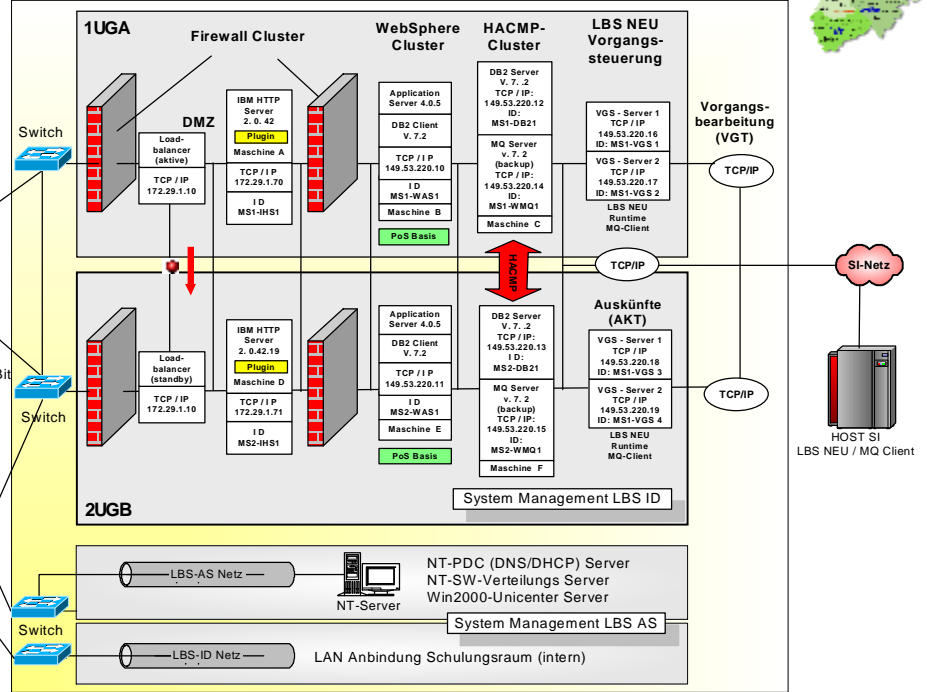 1UGA
Firewall Cluster
WebSphere
Cluster
HACMP-
Cluster
LBS NEU
Vorgangs-
steuerung
Switch
DMZ
Load-
balancer
(aktive)
TCP / IP
172.29.1.10
IBM HTTP
Server
2. 0. 42
Plugin
Maschine A
TCP / I P
172.29.1.70
I D
MS1-IHS1
Application
Server 4.0.5
DB2 Client
V. 7.2
TCP / I P
149.53.220.10
I D
MS1-WAS1
Maschine B
PoS Basis
DB2 Server
V. 7. .2
TCP / IP:
149.53.220.12
ID:
MS1-DB21
MQ Server
v. 7. 2
(backup)
TCP / IP:
149.53.220.14
ID:
MS1-WMQ1
Maschine C
VGS - Server 1
TCP / IP
149.53.220.16
ID: MS1-VGS 1
VGS - Server 2
TCP / IP
149.53.220.17
ID: MS1-VGS 2
LBS NEU
Runtime
MQ-Client
Vorgangs-
bearbeitung
(VGT)
TCP/IP
HACMP
TCP/IP
SI-Netz
Bit
Switch
Load-
balancer
(standby)
TCP / IP
172.29.1.10
IBM HTTP
Server
2. 0.42.19
Plugin
Maschine D
TCP / I P
172.29.1.71
I D
MS2-IHS1
Application
Server 4.0.5
DB2 Client
V. 7.2
TCP / I P
149.53.220.11
I D
MS2-WAS1
Maschine E
PoS Basis
DB2 Server
V. 7. .2
TCP / IP:
149.53.220.13
I D:
MS2-DB21
MQ Server
v. 7. 2
(backup)
TCP / IP:
149.53.220.15
ID:
MS2-WMQ1
Maschine F
Auskünfte
(AKT)
VGS - Server 1
TCP / IP
149.53.220.18
ID: MS1-VGS 3
VGS - Server 2
TCP / IP
149.53.220.19
ID: MS1-VGS 4
LBS NEU
Runtime
MQ-Client
TCP/IP
HOST SI
LBS NEU / MQ Client
2UGB
System Management LBS ID
LBS-AS Netz
NT-Server
NT-PDC (DNS/DHCP) Server
NT-SW-Verteilungs Server
Win2000-Unicenter Server
System Management LBS AS
Switch
LBS-ID Netz
LAN Anbindung Schulungsraum (intern)